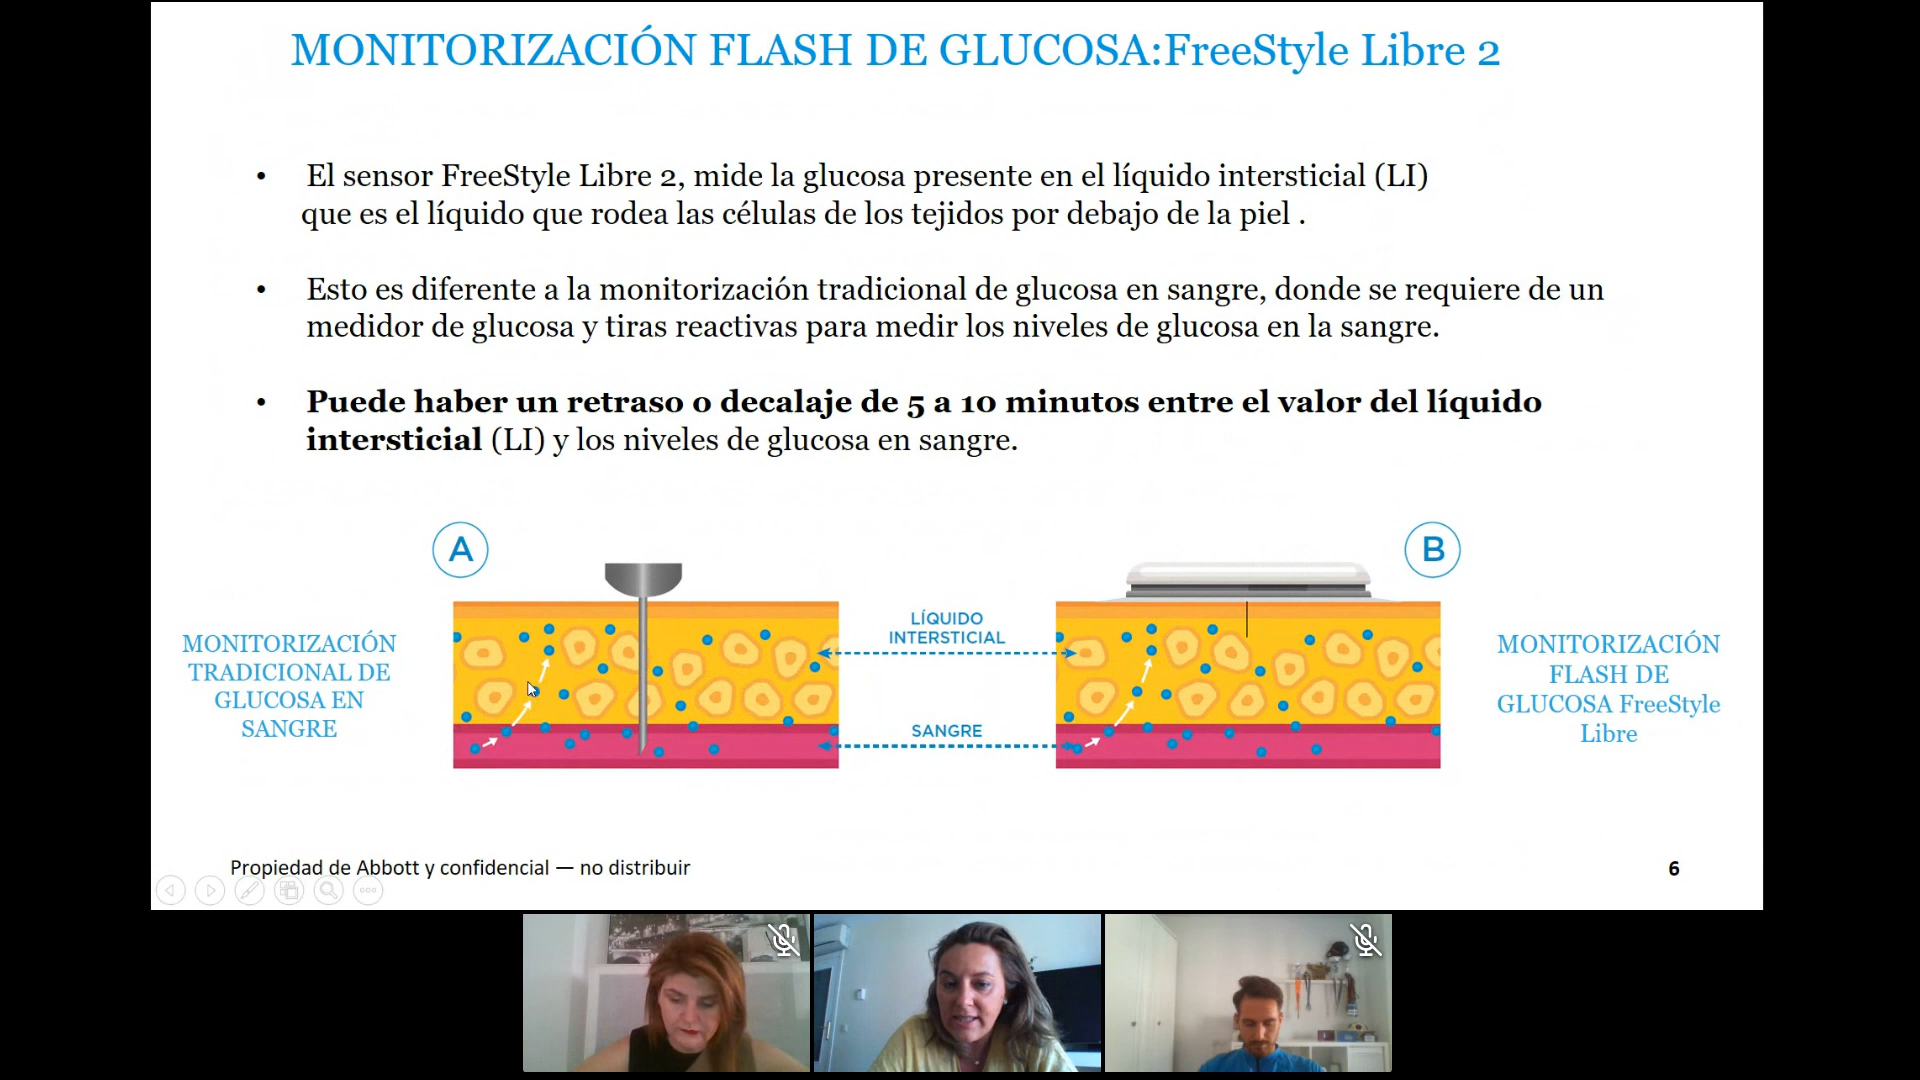 MONITORIZACIÓN FLASH DE GLUCOSA:FreeStyle Libre 2
• El sensor FreeStyle Libre 2, mide la glucosa presente en el líquido intersticial (LI)
que es el líquido que rodea las células de los tejidos por debajo de la piel .
• Esto es diferente a la monitorización tradicional de glucosa en sangre, donde se requiere de un
medidor de glucosa y tiras reactivas para medir los niveles de glucosa en la sangre.
• Puede haber un retraso o decalaje de 5 a 10 minutos entre el valor del líquido
intersticial (LI) y los niveles de glucosa en sangre.
A
B
MONITORIZACIÓN
TRADICIONAL DE
GLUCOSA EN
SANGRE
LÍQUIDO
INTERSTICIAL
SANGRE
MONITORIZACIÓN
FLASH DE
GLUCOSA FreeStyle
Libre
Propiedad de Abbott y confidencial — no distribuir
6